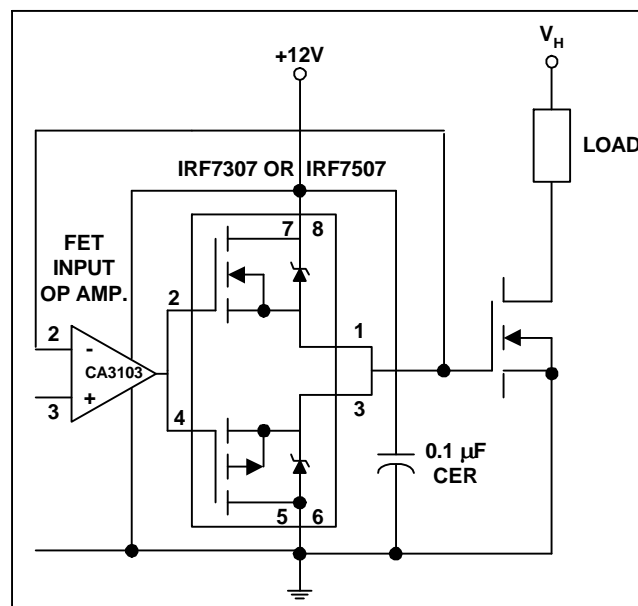 +12V
V_H
LOAD
IRF7307 OR IRF7507
FET
INPUT
OP AMP.
7 8
2
2
-
CA3103
+
3
1
3
4
5 6
0.1 μF
CER